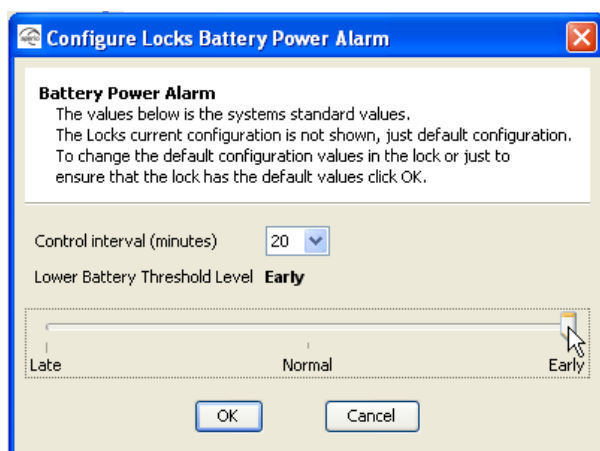 Configure Locks Battery Power Alarm
Battery Power Alarm
The values below is the systems standard values.
The Locks current configuration is not shown, just default configuration.
To change the default configuration values in the lock or just to
ensure that the lock has the default values click OK.
Control interval (minutes) 20
Lower Battery Threshold Level Early
Late Normal Early
OK Cancel